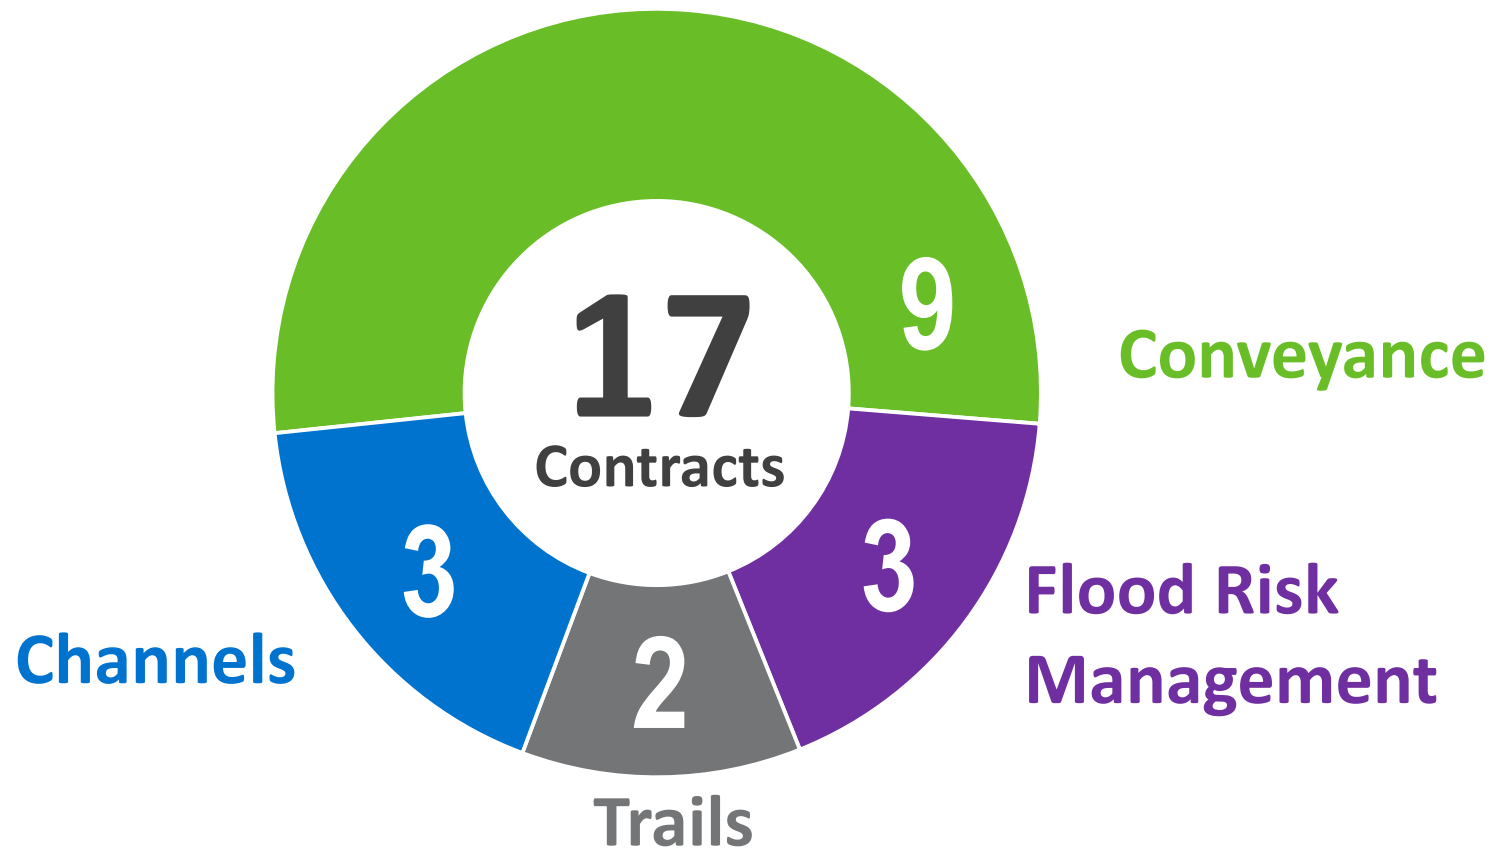 17
Contracts
9
Conveyance
3
Flood Risk
Management
2
Trails
3
Channels